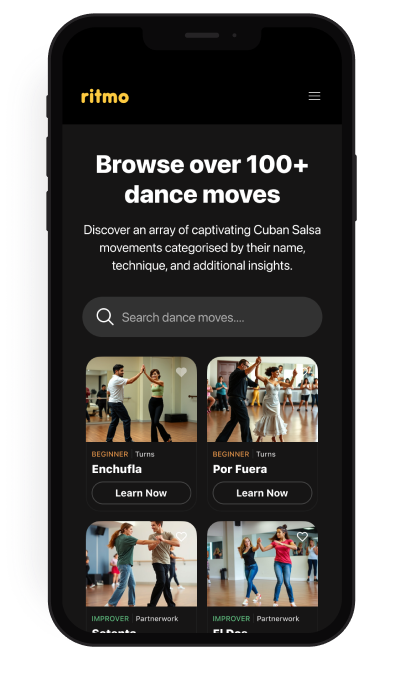 ritmo
Browse over 100+
dance moves
Discover an array of captivating Cuban Salsa
movements categorised by their name,
technique, and additional insights.
Search dance moves....
BEGINNER Turns
Enchufla
Learn Now
BEGINNER Turns
Por Fuera
Learn Now
IMPROVER Partnerwork
IMPROVER Partnerwork